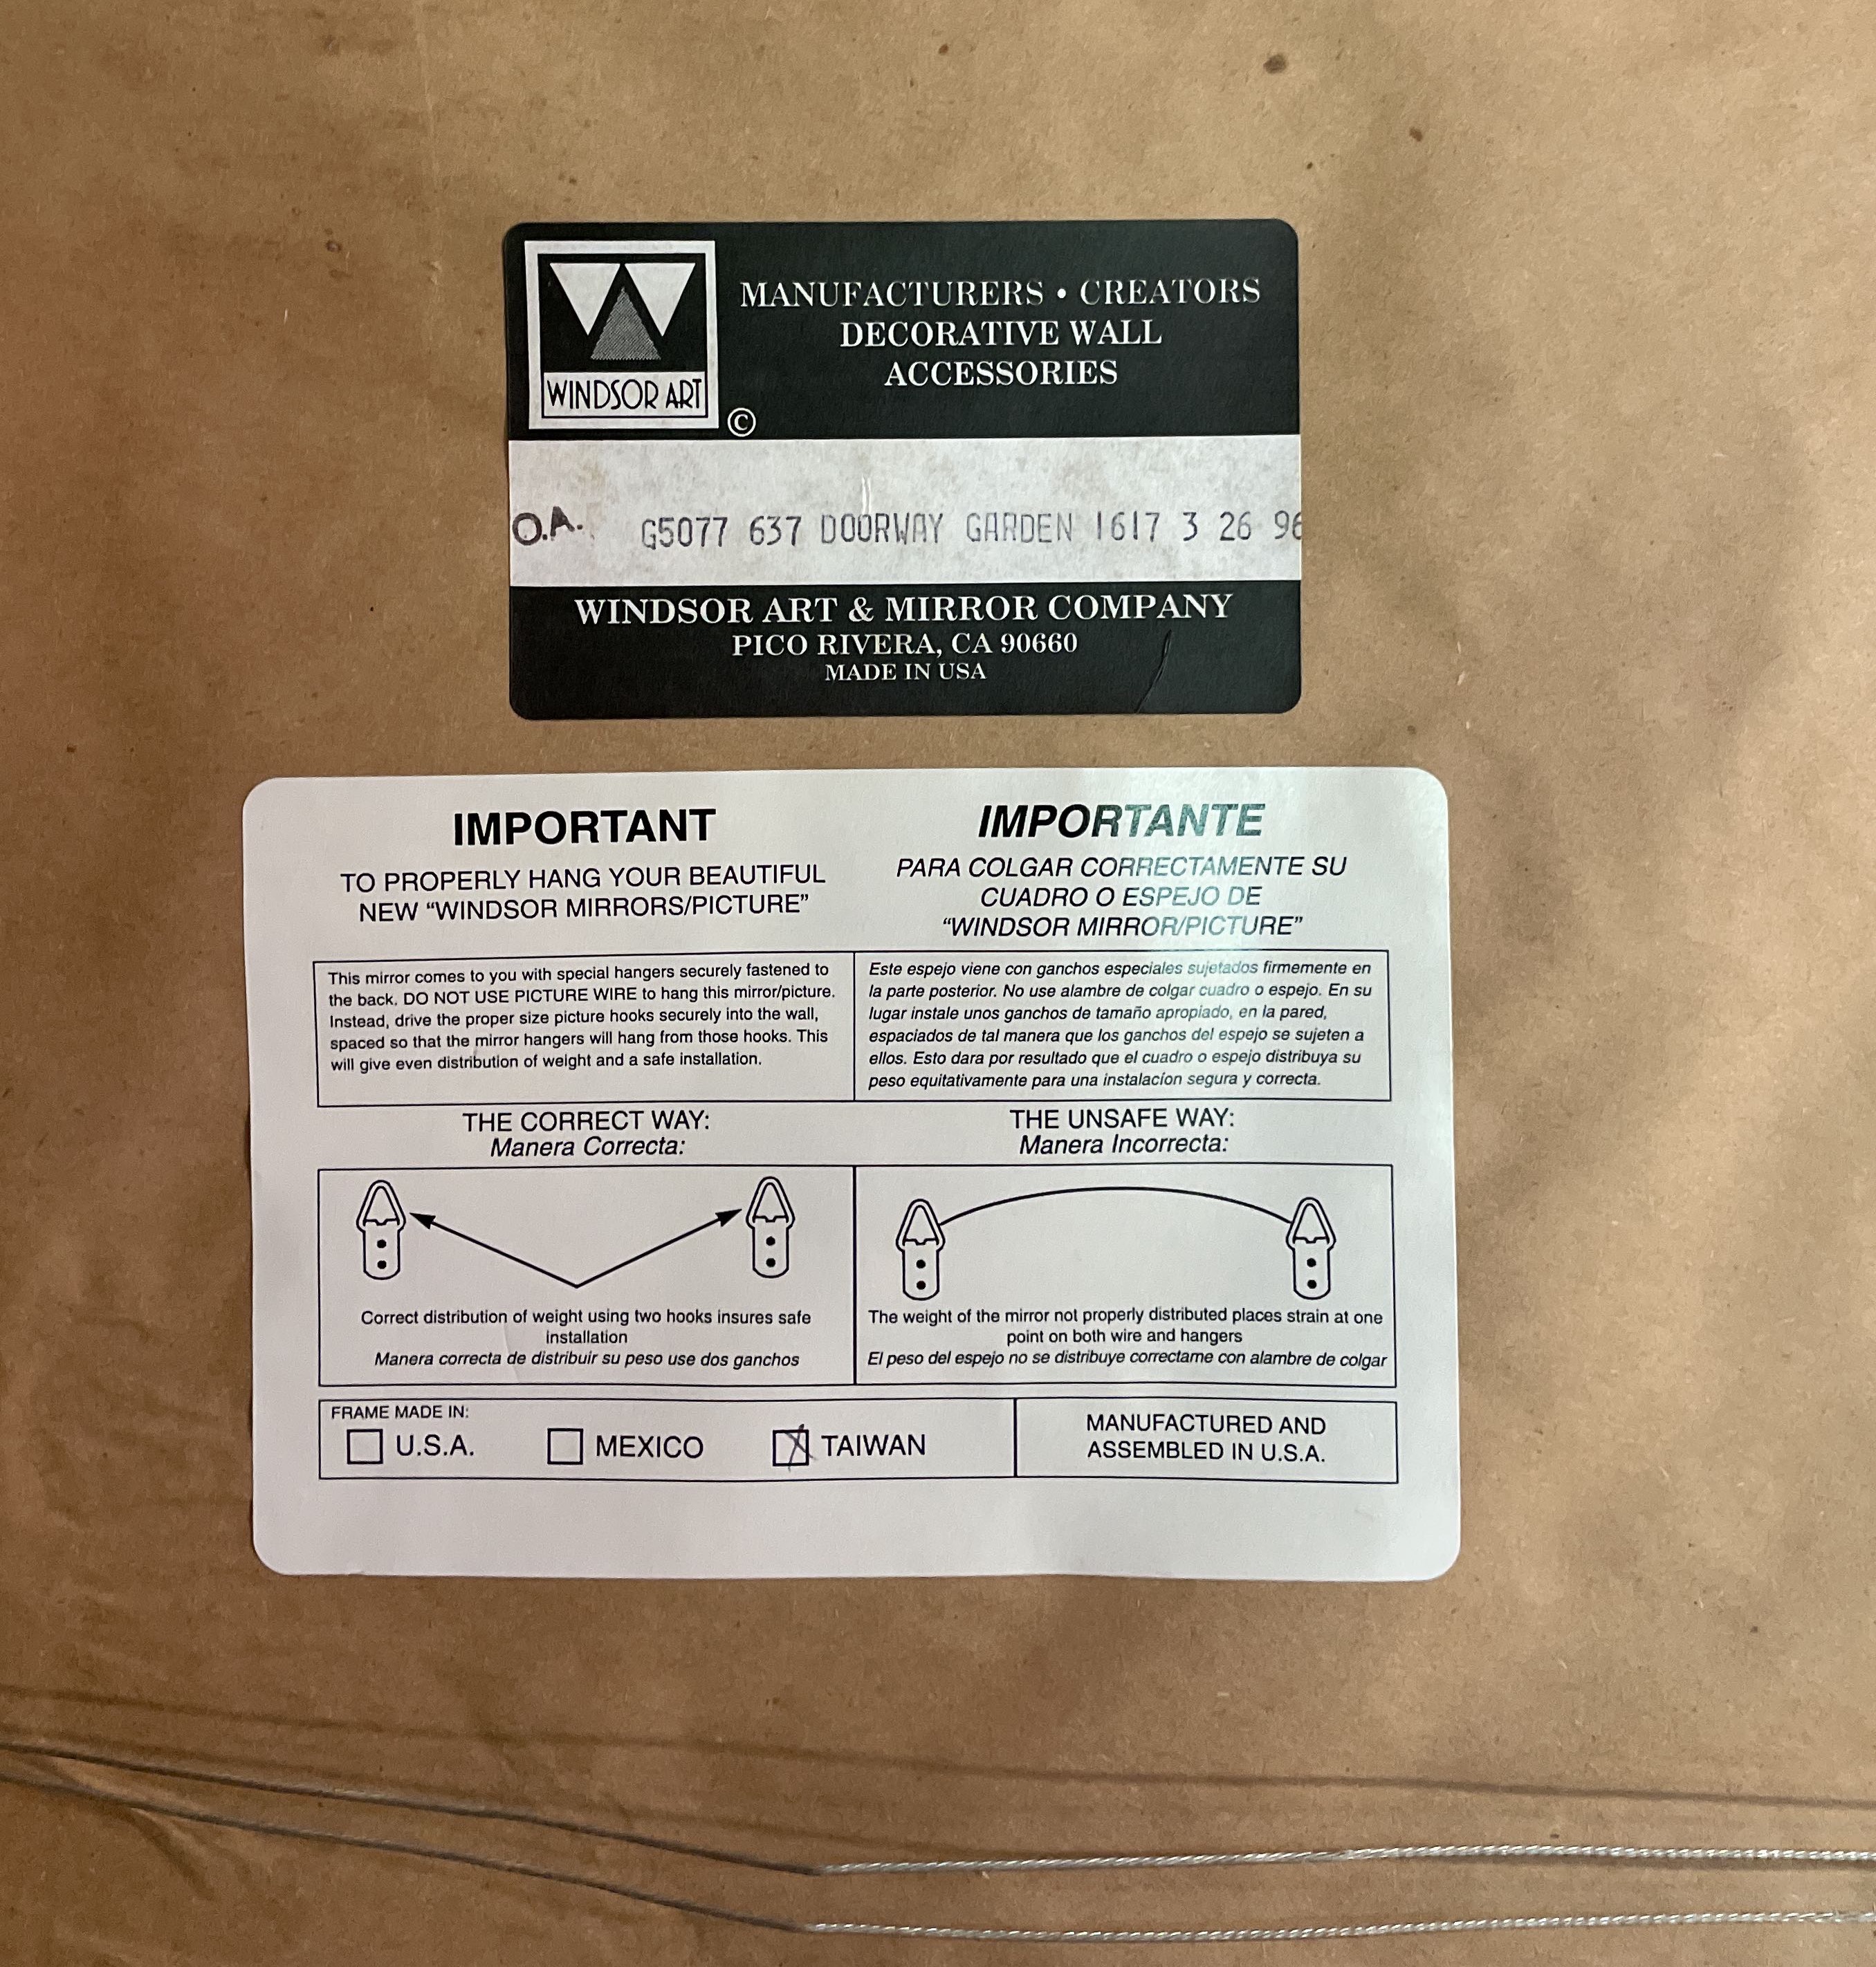 MANUFACTURERS • CREATORS
DECORATIVE WALL
ACCESSORIES
WINDSOR ART
©
O.A. G5077 637 DOORWAY GARDEN 1617 3 26 96
WINDSOR ART & MIRROR COMPANY
PICO RIVERA, CA 90660
MADE IN USA
IMPORTANT
TO PROPERLY HANG YOUR BEAUTIFUL
NEW “WINDSOR MIRRORS/PICTURE”
IMPORTANTE
PARA COLGAR CORRECTAMENTE SU
CUADRO O ESPEJO DE
“WINDSOR MIRROR/PICTURE”
This mirror comes to you with special hangers securely fastened to
the back. DO NOT USE PICTURE WIRE to hang this mirror/picture.
Instead, drive the proper size picture hooks securely into the wall,
spaced so that the mirror hangers will hang from those hooks. This
will give even distribution of weight and a safe installation.
Este espejo viene con ganchos especiales sujetados firmemente en
la parte posterior. No use alambre de colgar cuadro o espejo. En su
lugar instale unos ganchos de tamaño apropiado, en la pared,
espaciados de tal manera que los ganchos del espejo se sujeten a
ellos. Esto dara por resultado que el cuadro o espejo distribuya su
peso equitativamente para una instalacíon segura y correcta.
THE CORRECT WAY:
Manera Correcta:
THE UNSAFE WAY:
Manera Incorrecta:
Correct distribution of weight using two hooks insures safe
installation
Manera correcta de distribuir su peso use dos ganchos
The weight of the mirror not properly distributed places strain at one
point on both wire and hangers
El peso del espejo no se distribuye correctame con alambre de colgar
FRAME MADE IN:
U.S.A. MEXICO TAIWAN
MANUFACTURED AND
ASSEMBLED IN U.S.A.